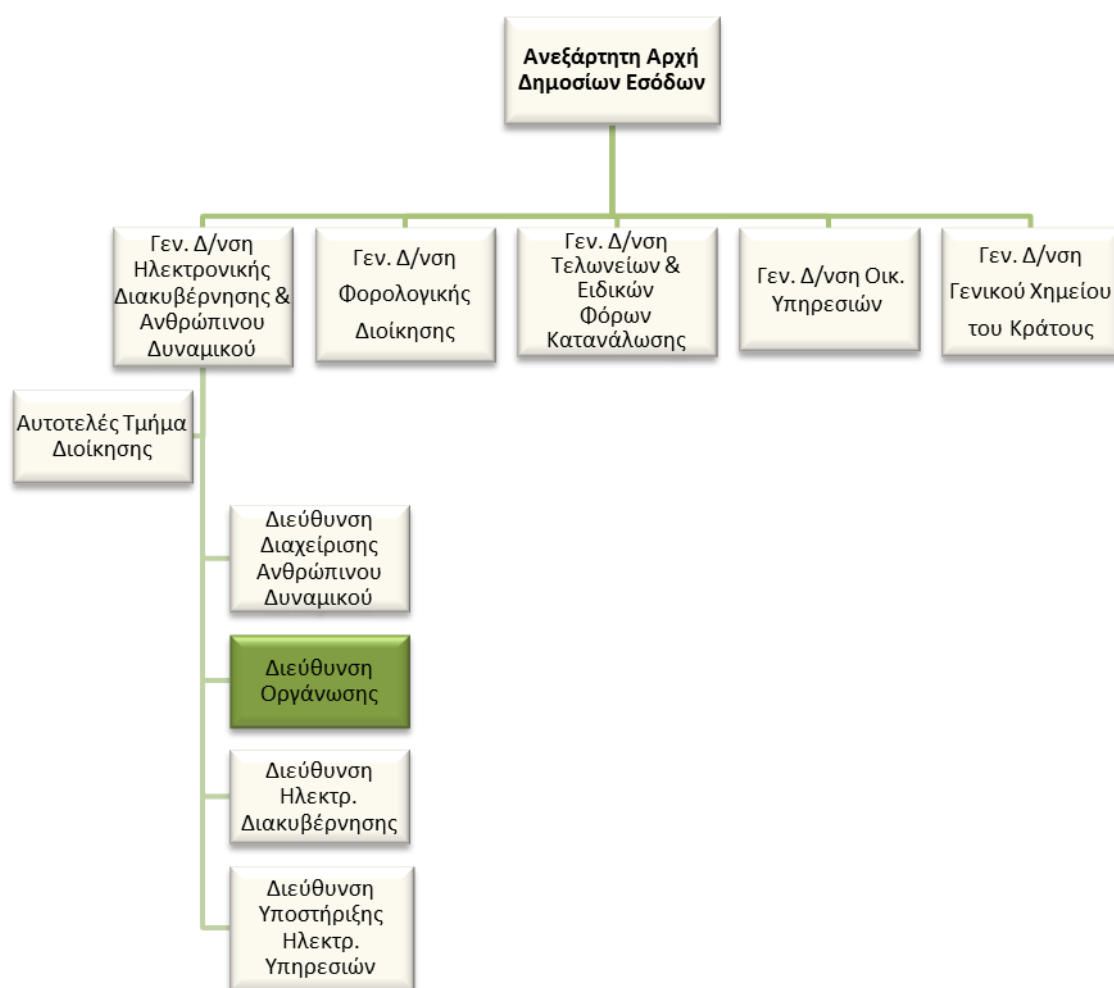 Ανεξάρτητη Αρχή
Δημοσίων Εσόδων
Γεν. Δ/νση
Ηλεκτρονικής
Διακυβέρνησης &
Ανθρώπινου
Δυναμικού
Γεν. Δ/νση
Φορολογικής
Διοίκησης
Γεν. Δ/νση
Τελωνείων &
Ειδικών
Φόρων
Κατανάλωσης
Γεν. Δ/νση Οικ.
Υπηρεσιών
Γεν. Δ/νση
Γενικού Χημείου
του Κράτους
Αυτοτελές Τμήμα
Διοίκησης
Διεύθυνση
Διαχείρισης
Ανθρώπινου
Δυναμικού
Διεύθυνση
Οργάνωσης
Διεύθυνση
Ηλεκτρ.
Διακυβέρνησης
Διεύθυνση
Υποστήριξης
Ηλεκτρ.
Υπηρεσιών